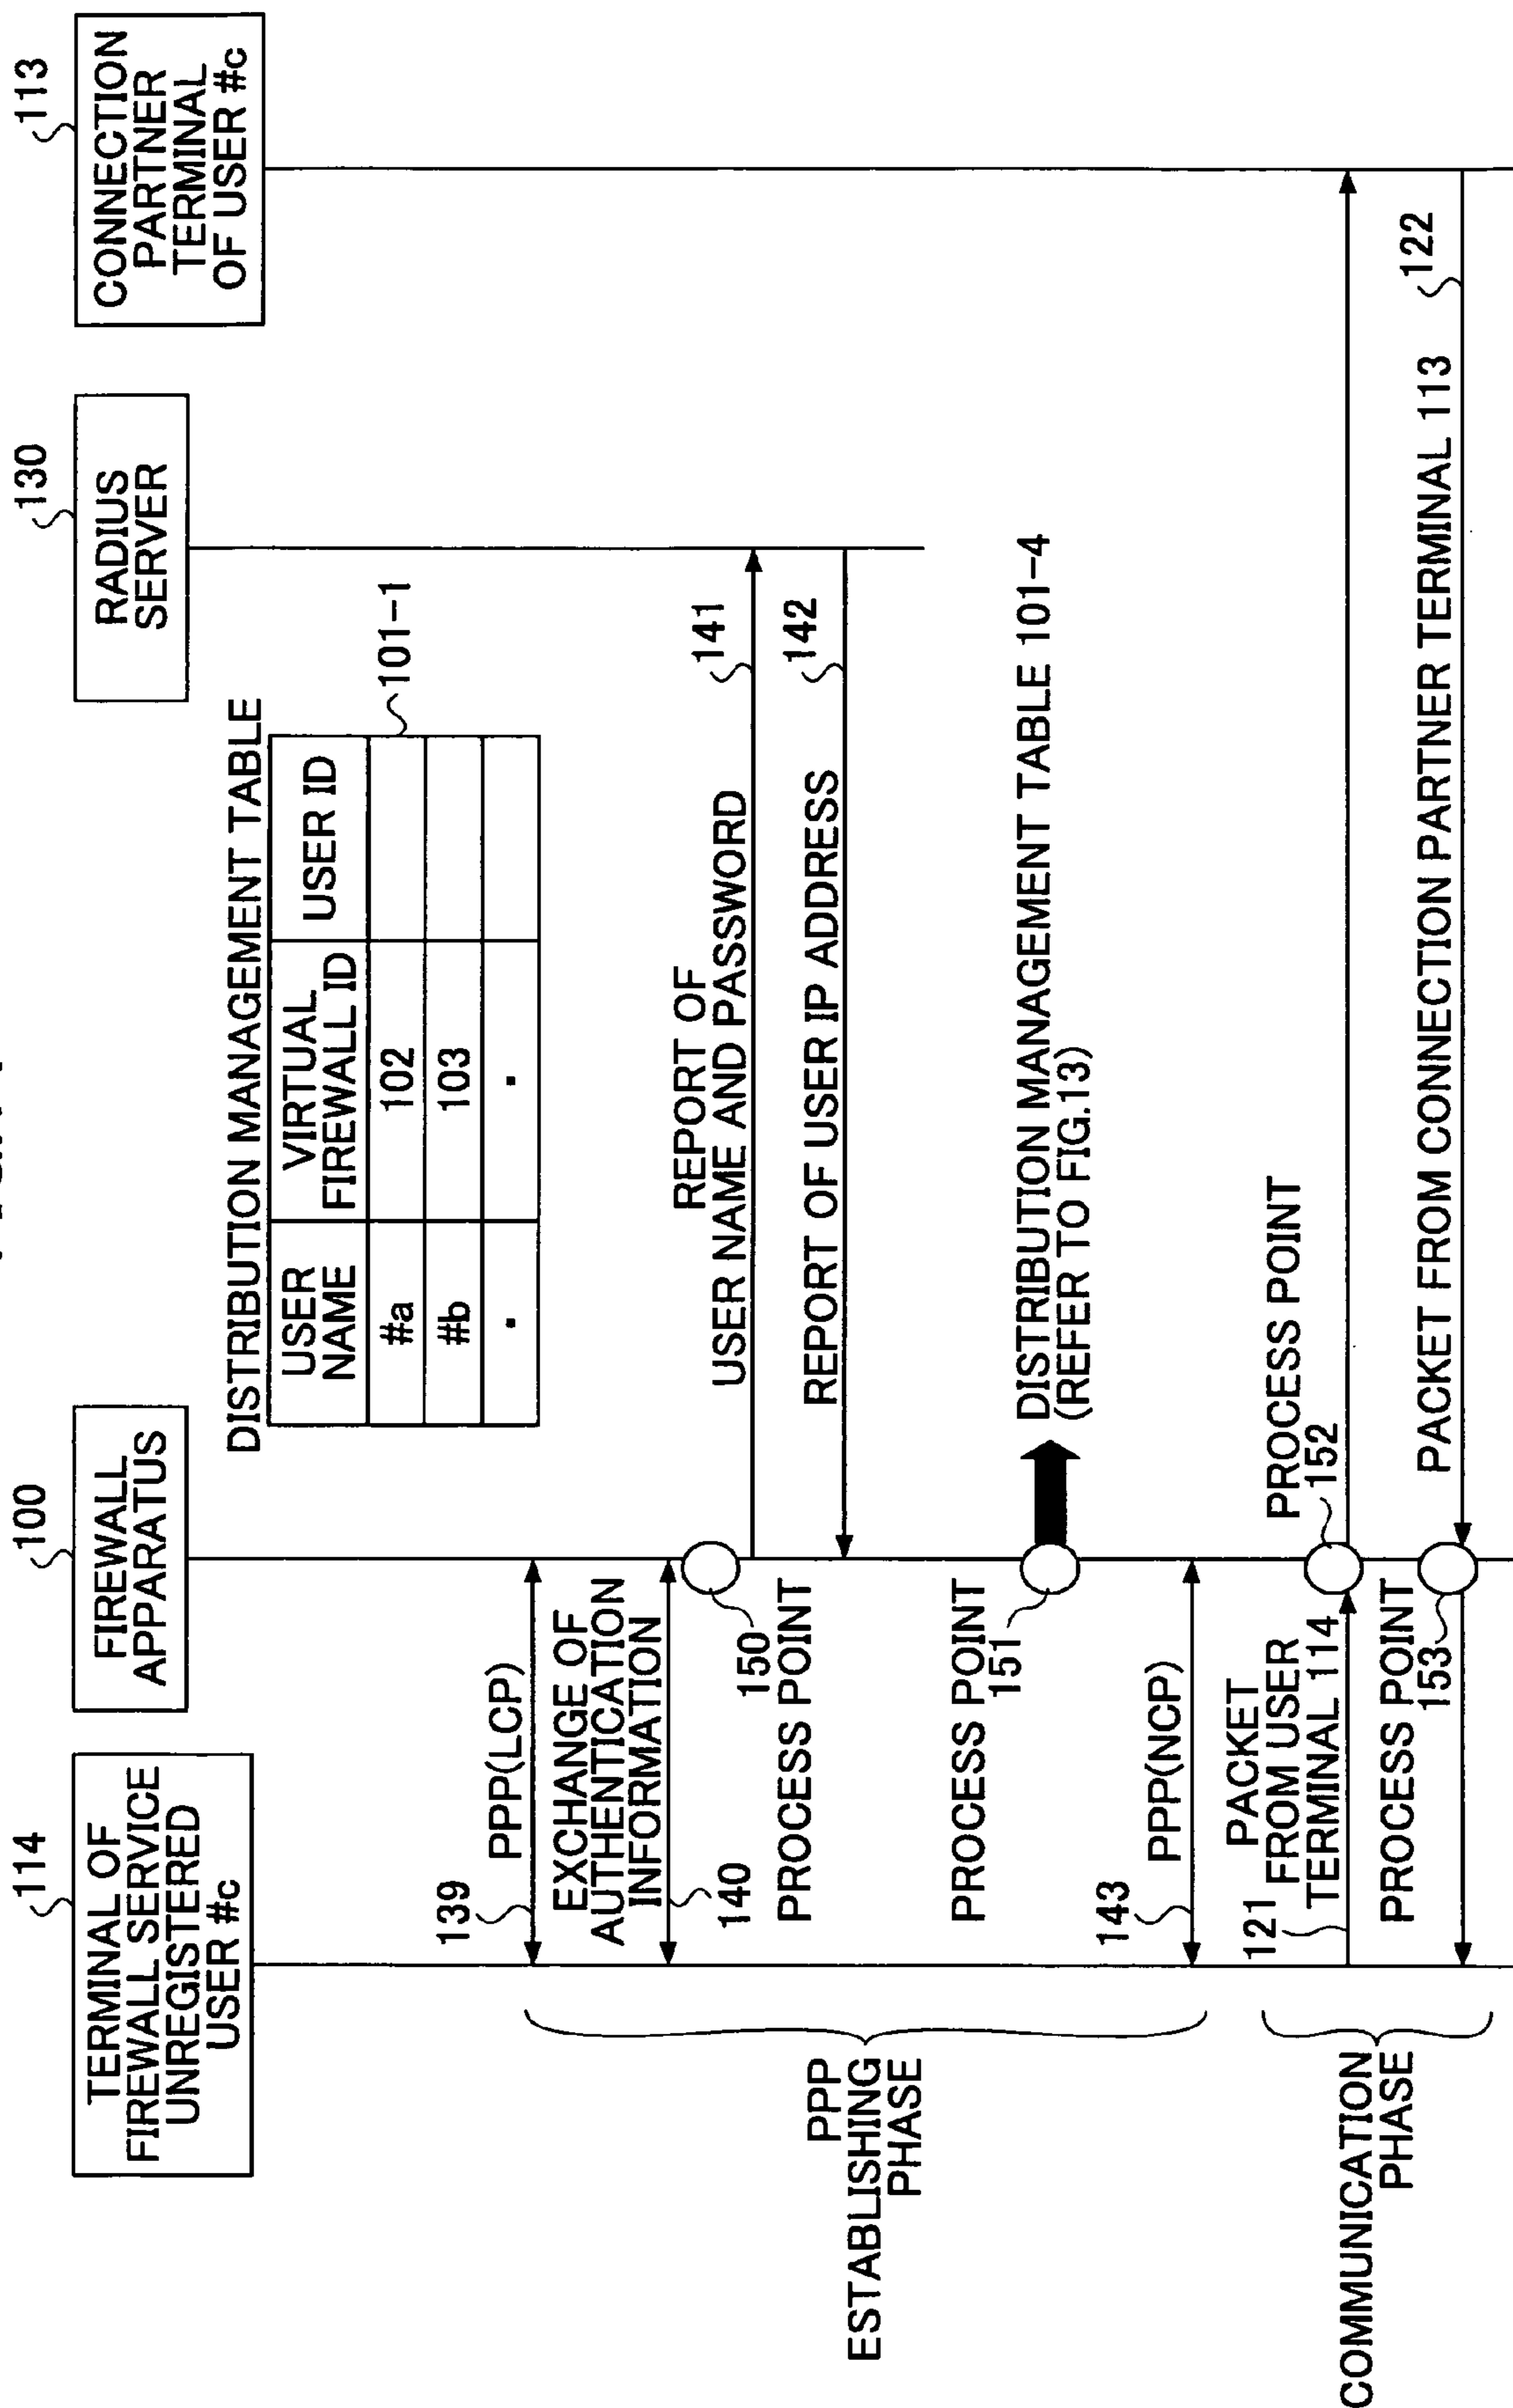 114
TERMINAL OF
FIREWALL SERVICE
UNREGISTERED
USER #c
100
FIREWALL
APPARATUS
130
RADIUS
SERVER
113
CONNECTION
PARTNER
TERMINAL
OF USER #c
DISTRIBUTION MANAGEMENT TABLE
USER NAME | VIRTUAL FIREWALL ID | USER ID
#a | 102 |
#b | 103 |
. | . |
101-1
PPP ESTABLISHING PHASE
139
PPP(LCP)
EXCHANGE OF
AUTHENTICATION
INFORMATION
140
150
PROCESS POINT
REPORT OF
USER NAME AND PASSWORD
141
REPORT OF USER IP ADDRESS
142
PROCESS POINT
151
DISTRIBUTION MANAGEMENT TABLE 101-4
(REFER TO FIG.13)
143
PPP(NCP)
COMMUNICATION
PHASE
121
PACKET
FROM USER
TERMINAL 114
PROCESS POINT
152
PROCESS POINT
153
PACKET FROM CONNECTION PARTNER TERMINAL 113
122